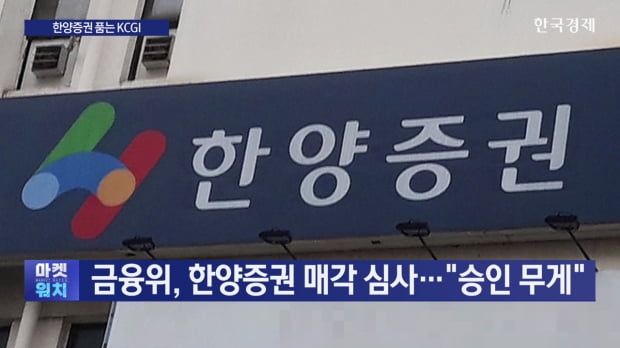 한양증권 품는 KCGI
한국경제
한양증권
마켓
워치
금융위, 한양증권 매각 심사…"승인 무게"